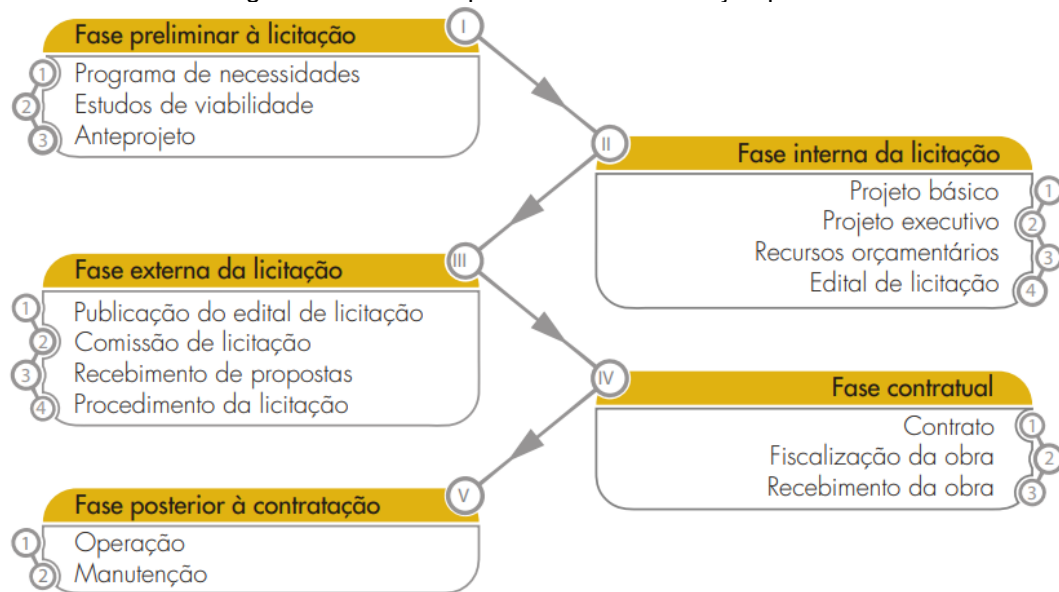 I
Fase preliminar à licitação
1 Programa de necessidades
2 Estudos de viabilidade
3 Anteprojeto
II
Fase interna da licitação
Projeto básico 1
Projeto executivo 2
Recursos orçamentários 3
Edital de licitação 4
III
Fase externa da licitação
1 Publicação do edital de licitação
2 Comissão de licitação
3 Recebimento de propostas
4 Procedimento da licitação
IV
Fase contratual
Contrato 1
Fiscalização da obra 2
Recebimento da obra 3
V
Fase posterior à contratação
1 Operação
2 Manutenção